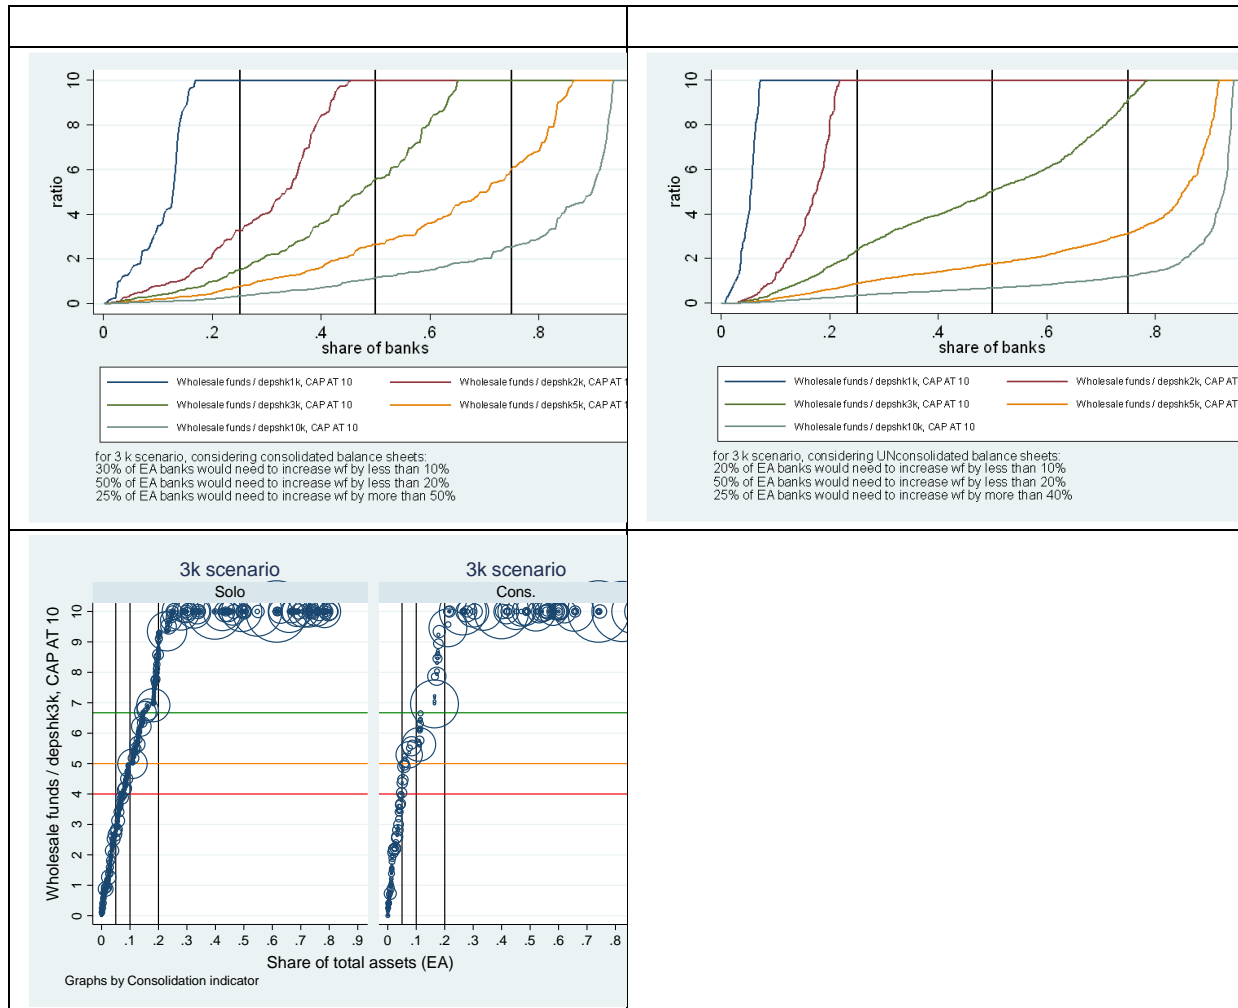 10
8
6
4
2
0
ratio
0 .2 .4 .6 .8
share of banks
Wholesale funds / depshk1k, CAP AT 10
Wholesale funds / depshk2k, CAP AT 1
Wholesale funds / depshk3k, CAP AT 10
Wholesale funds / depshk5k, CAP AT 1
Wholesale funds / depshk10k, CAP AT 10
for 3 k scenario, considering consolidated balance sheets:
30% of EA banks would need to increase wf by less than 10%
50% of EA banks would need to increase wf by less than 20%
25% of EA banks would need to increase wf by more than 50%
10
8
6
4
2
0
ratio
0 .2 .4 .6 .8
share of banks
Wholesale funds / depshk1k, CAP AT 10
Wholesale funds / depshk2k, CAP AT
Wholesale funds / depshk3k, CAP AT 10
Wholesale funds / depshk5k, CAP AT
Wholesale funds / depshk10k, CAP AT 10
for 3 k scenario, considering UNconsolidated balance sheets:
20% of EA banks would need to increase wf by less than 10%
50% of EA banks would need to increase wf by less than 20%
25% of EA banks would need to increase wf by more than 40%
3k scenario
Solo
3k scenario
Cons.
Wholesale funds / depshk3k, CAP AT 10
10
9
8
7
6
5
4
3
2
1
0
0 .1 .2 .3 .4 .5 .6 .7 .8 .9
0 .1 .2 .3 .4 .5 .6 .7 .8
Share of total assets (EA)
Graphs by Consolidation indicator